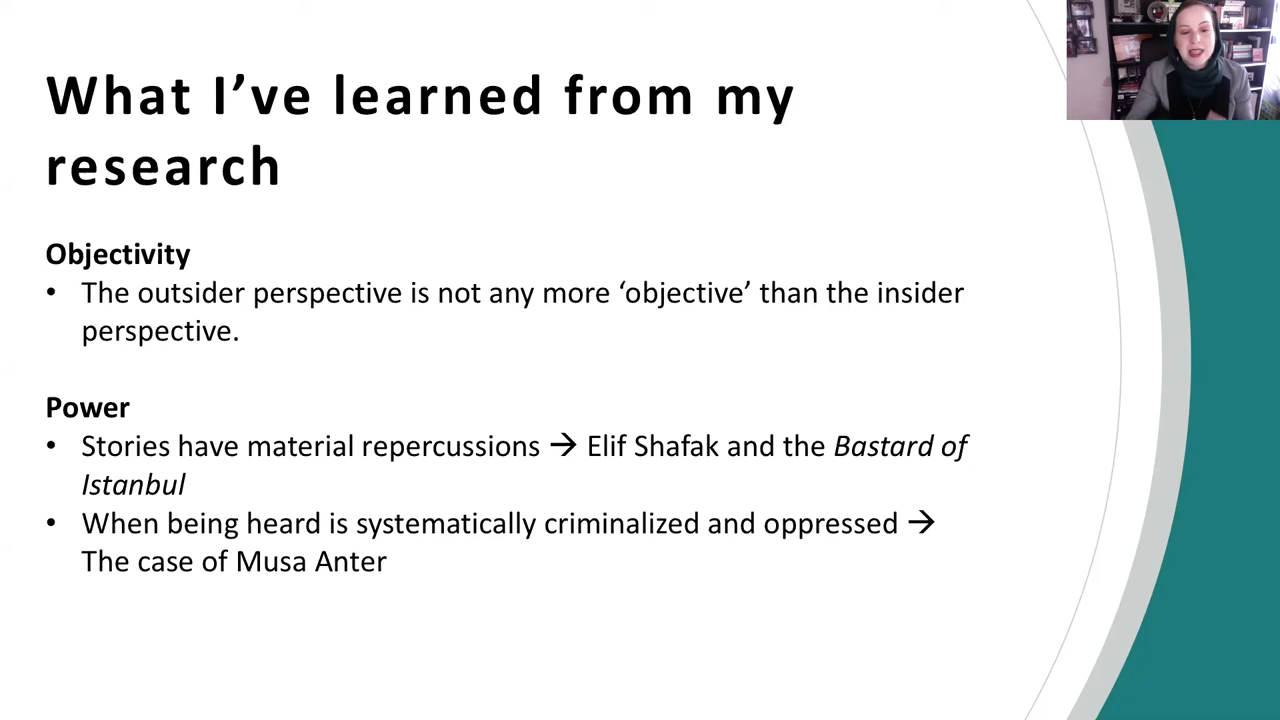 What I’ve learned from my
research
Objectivity
• The outsider perspective is not any more ‘objective’ than the insider
perspective.
Power
• Stories have material repercussions → Elif Shafak and the Bastard of
Istanbul
• When being heard is systematically criminalized and oppressed →
The case of Musa Anter